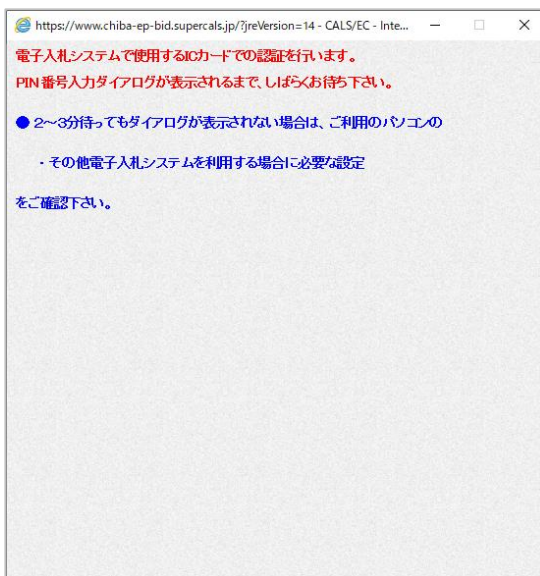 https://www.chiba-ep-bid.supercals.jp/?jreVersion=14 - CALS/EC - Inte...
電子入札システムで使用するICカードでの認証を行います。
PIN番号入力ダイアログが表示されるまで、しばらくお待ち下さい。
● 2～3分待ってもダイアログが表示されない場合は、ご利用のパソコンの
・その他電子入札システムを利用する場合に必要な設定
をご確認下さい。